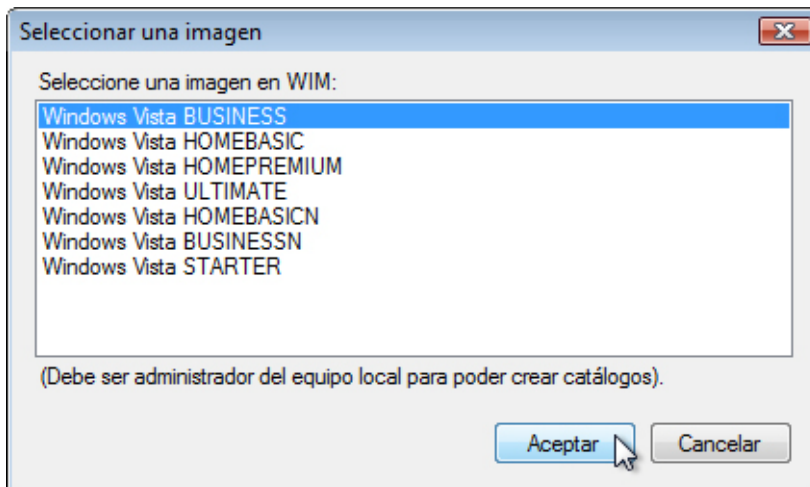 Seleccionar una imagen
Seleccione una imagen en WIM:
Windows Vista BUSINESS
Windows Vista HOMEBASIC
Windows Vista HOMEPREMIUM
Windows Vista ULTIMATE
Windows Vista HOMEBASICN
Windows Vista BUSINESSN
Windows Vista STARTER
(Debe ser administrador del equipo local para poder crear catálogos).
Aceptar Cancelar